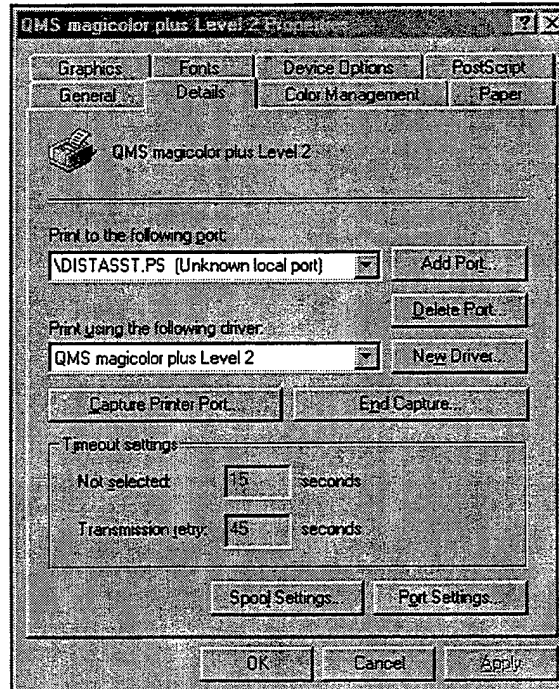 QMS magicolor plus Level 2 Properties
? X
Graphics Fonts Device Options PostScript
General Details Color Management Paper
QMS magicolor plus Level 2
Print to the following port:
\DISTASST.PS (Unknown local port) Add Port...
Delete Port...
Print using the following driver:
QMS magicolor plus Level 2 New Driver...
Capture Printer Port... End Capture...
Timeout settings
Not selected: 15 seconds
Transmission retry: 45 seconds
Spool Settings... Port Settings...
OK Cancel Apply